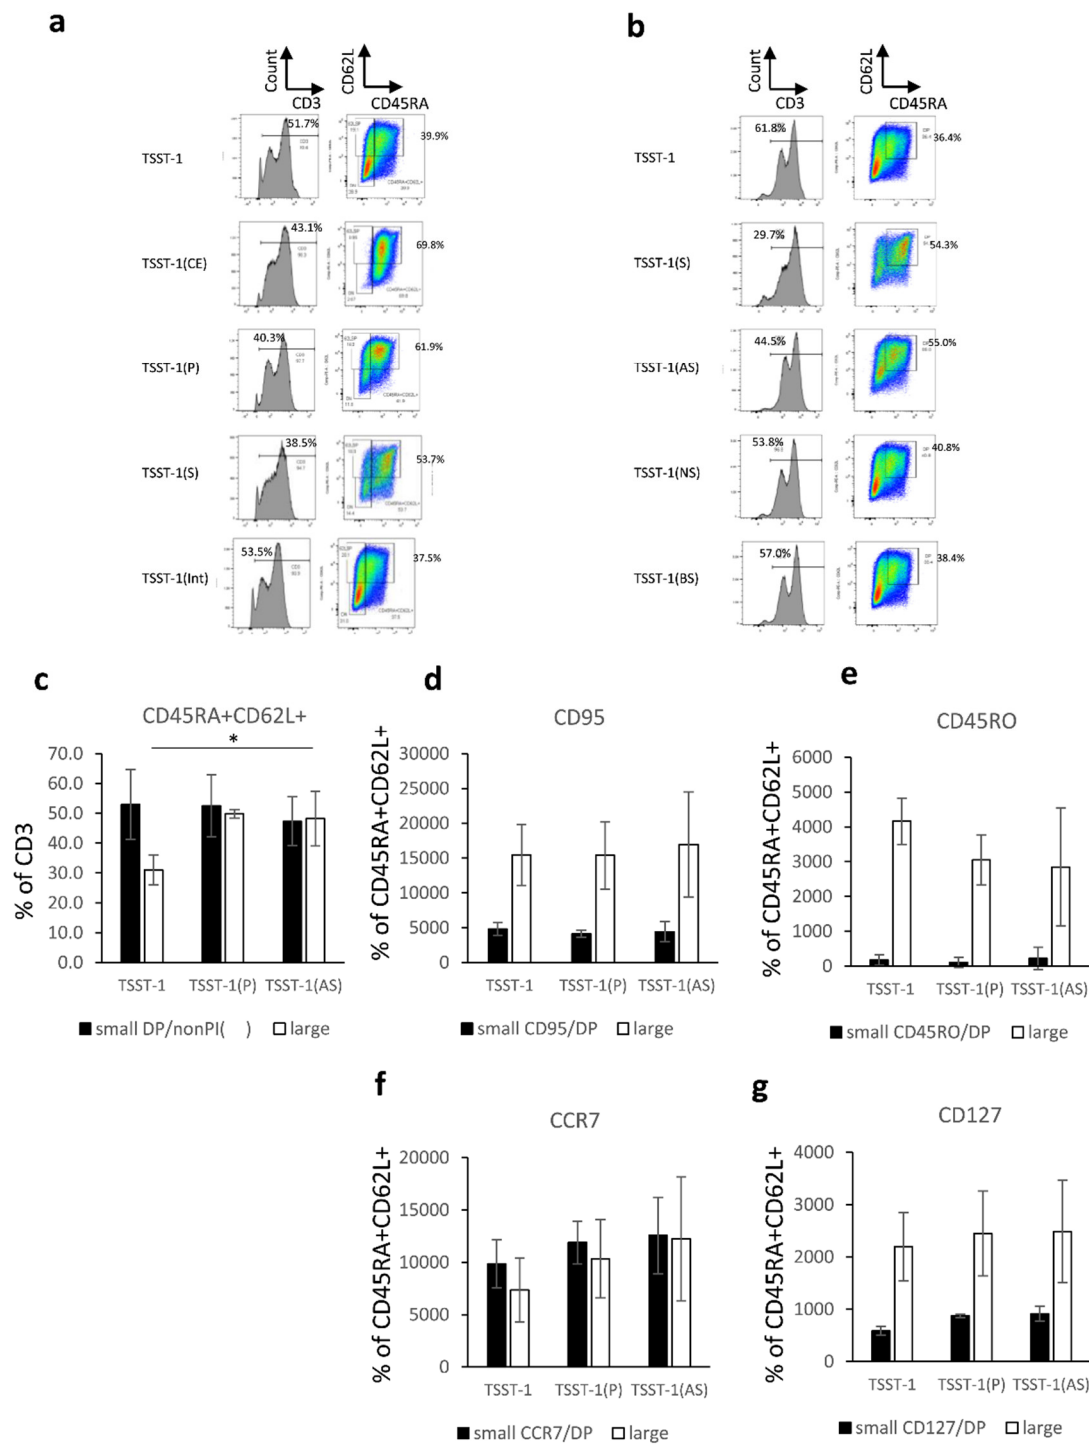 a
Count
CD3
CD62L
CD45RA
TSST-1
51.7%
39.9%
TSST-1(CE)
43.1%
69.8%
TSST-1(P)
40.3%
61.9%
TSST-1(S)
38.5%
53.7%
TSST-1(Int)
53.5%
37.5%
b
Count
CD3
CD62L
CD45RA
TSST-1
61.8%
36.4%
TSST-1(S)
29.7%
54.3%
TSST-1(AS)
44.5%
55.0%
TSST-1(NS)
53.8%
40.8%
TSST-1(BS)
57.0%
38.4%
c
CD45RA+CD62L+
*
% of CD3
70.0
60.0
50.0
40.0
30.0
20.0
10.0
0.0
TSST-1 TSST-1(P) TSST-1(AS)
small DP/nonPI( ) large
d
CD95
% of CD45RA+CD62L+
30000
25000
20000
15000
10000
5000
0
TSST-1 TSST-1(P) TSST-1(AS)
small CD95/DP large
e
CD45RO
% of CD45RA+CD62L+
6000
5000
4000
3000
2000
1000
0
TSST-1 TSST-1(P) TSST-1(AS)
small CD45RO/DP large
f
CCR7
% of CD45RA+CD62L+
20000
15000
10000
5000
0
TSST-1 TSST-1(P) TSST-1(AS)
small CCR7/DP large
g
CD127
% of CD45RA+CD62L+
4000
3000
2000
1000
0
TSST-1 TSST-1(P) TSST-1(AS)
small CD127/DP large